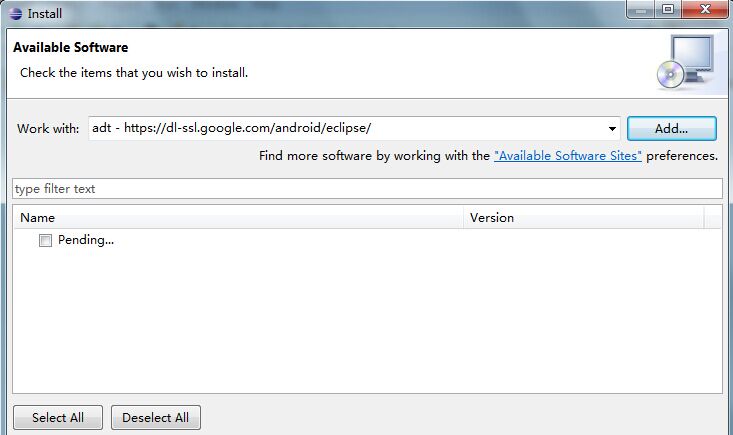 Install
Available Software
Check the items that you wish to install.
Work with: adt - https://dl-ssl.google.com/android/eclipse/ Add...
Find more software by working with the "Available Software Sites" preferences.
type filter text
Name Version
Pending...
Select All Deselect All